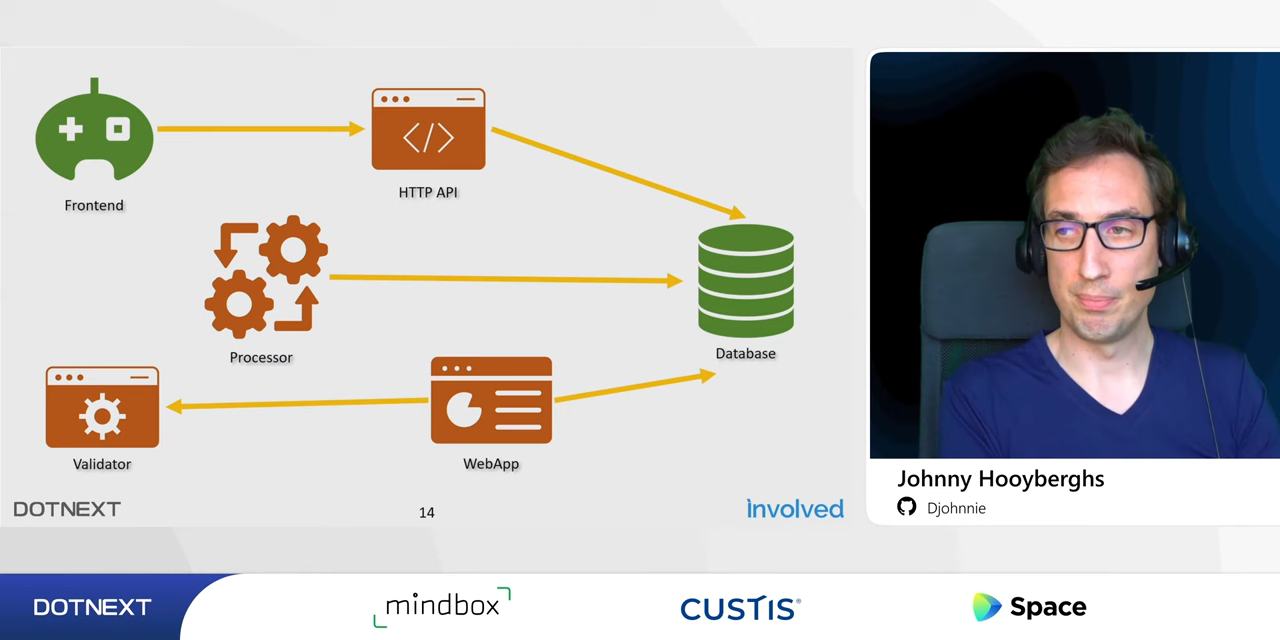 Frontend
HTTP API
Processor
Database
Validator
WebApp
DOTNEXT
14
involved
Johnny Hooyberghs
Djohnnie
DOTNEXT
mindbox
CUSTIS®
Space